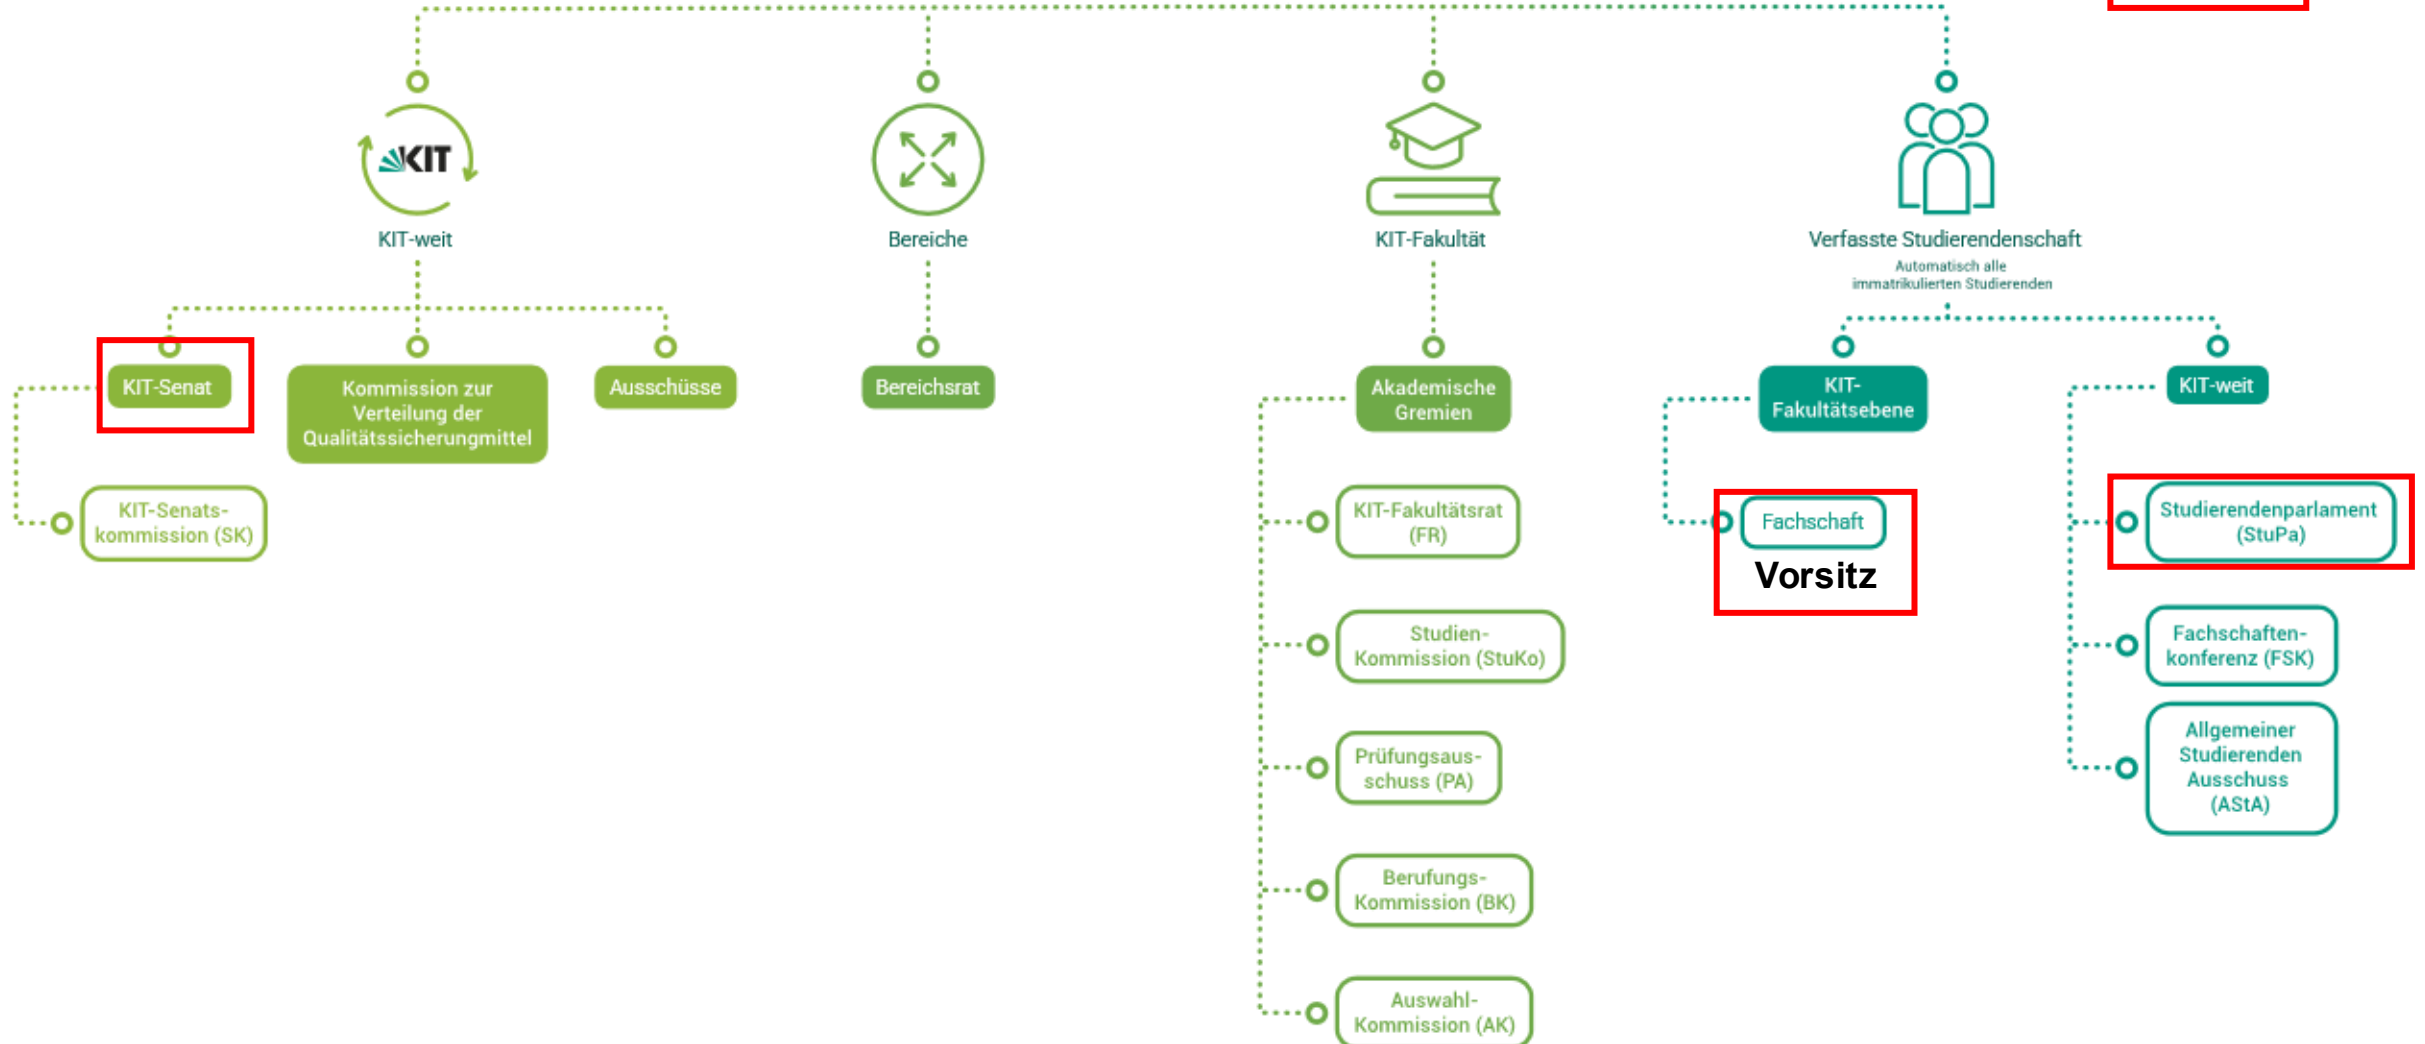 KIT
KIT-weit
Bereiche
KIT-Fakultät
Verfasste Studierendenschaft
Automatisch alle
immatrikulierten Studierenden
KIT-Senat
Kommission zur
Verteilung der
Qualitätssicherungmittel
Ausschüsse
Bereichsrat
Akademische
Gremien
KIT-
Fakultätsebene
KIT-weit
KIT-Senats-
kommission (SK)
KIT-Fakultätsrat
(FR)
Studien-
Kommission (StuKo)
Prüfungsaus-
schuss (PA)
Berufungs-
Kommission (BK)
Auswahl-
Kommission (AK)
Fachschaft
Vorsitz
Studierendenparlament
(StuPa)
Fachschaften-
konferenz (FSK)
Allgemeiner
Studierenden
Ausschuss
(AStA)